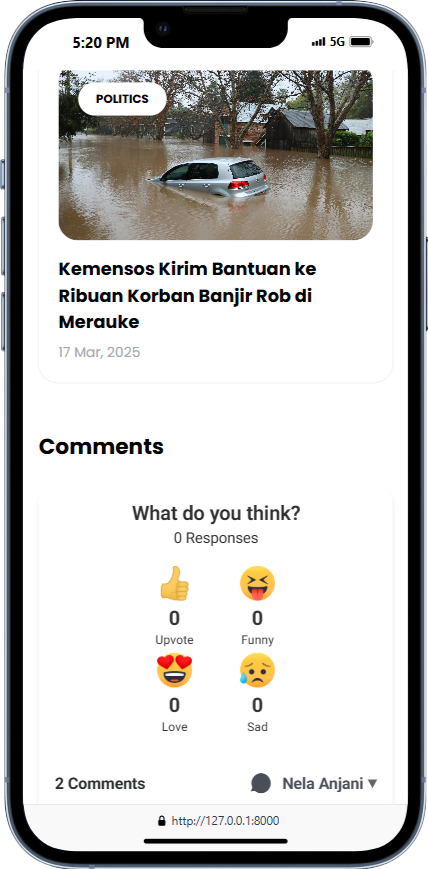 5:20 PM
5G
POLITICS
Kemensos Kirim Bantuan ke
Ribuan Korban Banjir Rob di
Merauke
17 Mar, 2025
Comments
What do you think?
0 Responses
0
0
Upvote
Funny
0
0
Love
Sad
2 Comments
Nela Anjani
http://127.0.0.1:8000